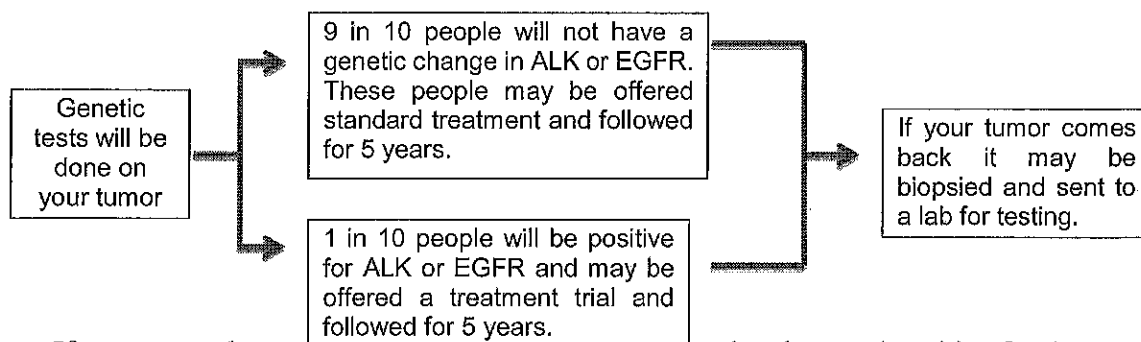 Genetic
tests will be
done on
your tumor
9 in 10 people will not have a
genetic change in ALK or EGFR.
These people may be offered
standard treatment and followed
for 5 years.
1 in 10 people will be positive
for ALK or EGFR and may be
offered a treatment trial and
followed for 5 years.
If your tumor comes
back it may be
biopsied and sent to
a lab for testing.